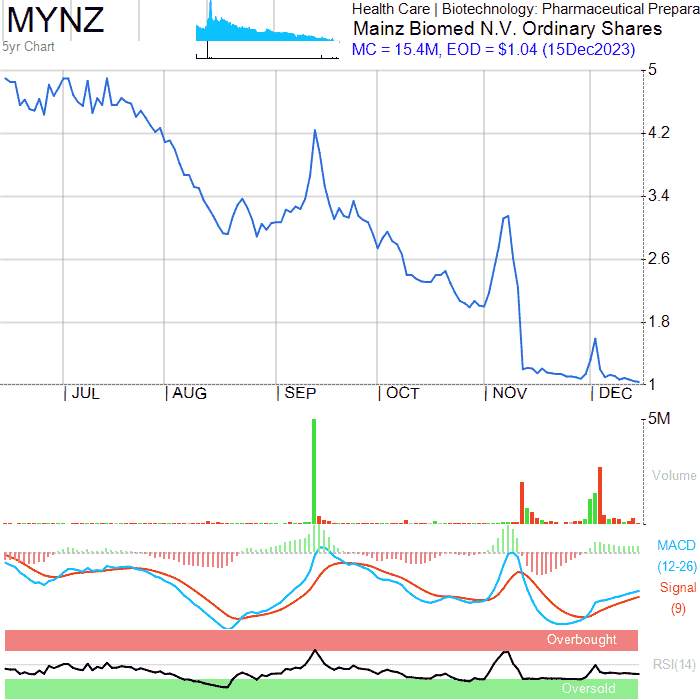 MYNZ
5yr Chart
Health Care | Biotechnology: Pharmaceutical Prepara
Mainz Biomed N.V. Ordinary Shares
MC = 15.4M, EOD = $1.04 (15Dec2023)
5
4.2
3.4
2.6
1.8
1
| JUL | AUG | SEP | OCT | NOV | DEC
5M
Volume
MACD
(12-26)
Signal
(9)
Overbought
RSI(14)
Oversold